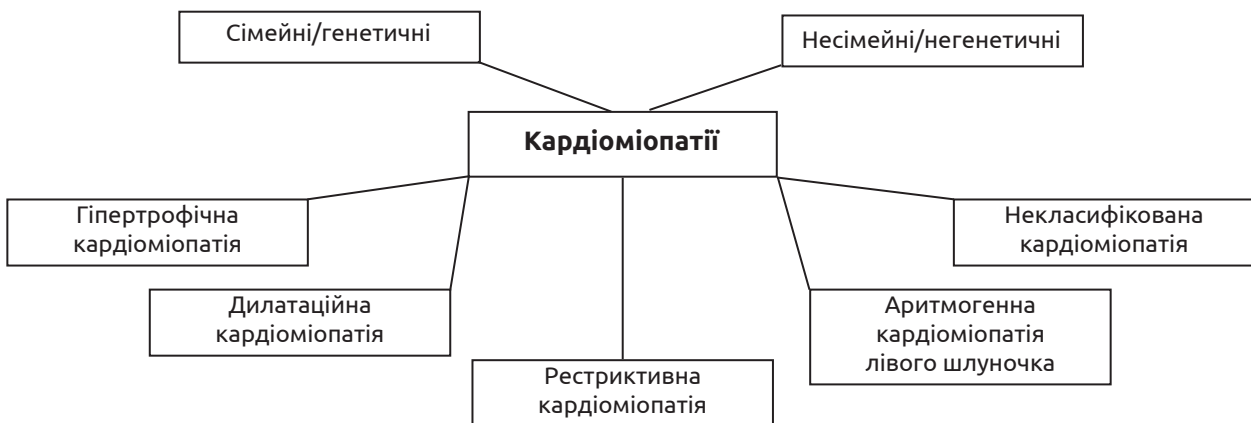 Сімейні/генетичні
Несімейні/негенетичні
Кардіоміопатії
Гіпертрофічна
кардіоміопатія
Некласифікована
кардіоміопатія
Дилатаційна
кардіоміопатія
Аритмогенна
кардіоміопатія
лівого шлуночка
Рестриктивна
кардіоміопатія